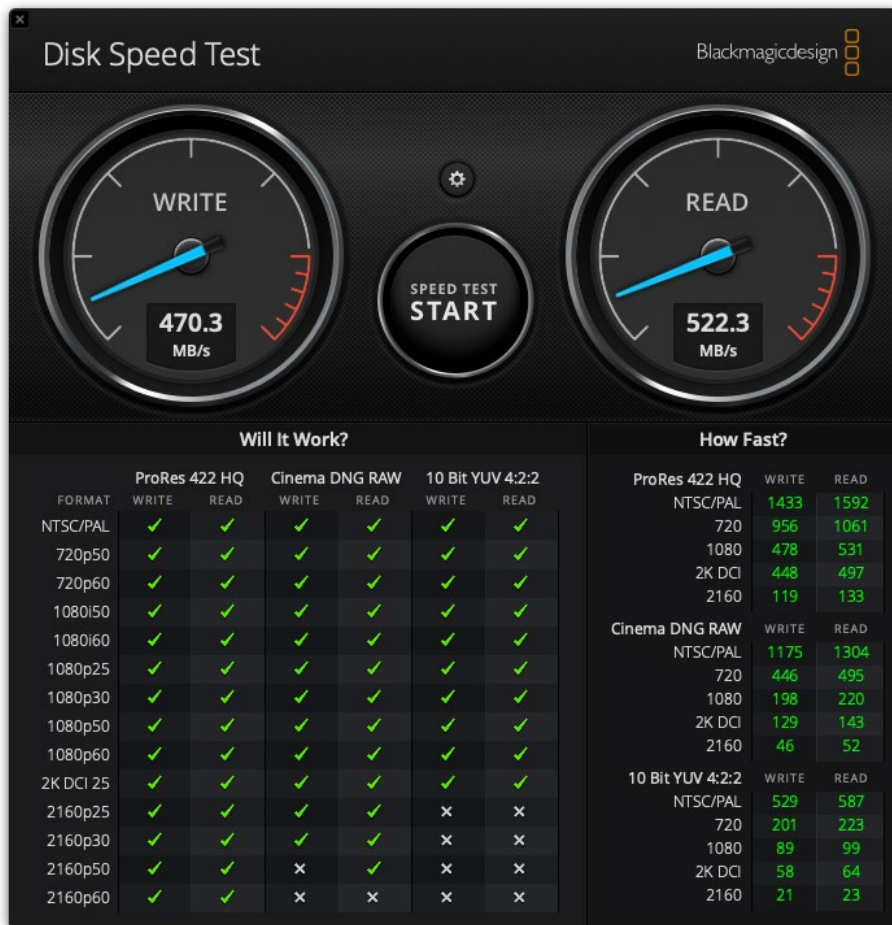 Disk Speed Test
Blackmagicdesign
WRITE
470.3
MB/s
SPEED TEST
START
READ
522.3
MB/s
Will It Work?
ProRes 422 HQ Cinema DNG RAW 10 Bit YUV 4:2:2
FORMAT WRITE READ WRITE READ WRITE READ
NTSC/PAL ✓ ✓ ✓ ✓ ✓ ✓
720p50 ✓ ✓ ✓ ✓ ✓ ✓
720p60 ✓ ✓ ✓ ✓ ✓ ✓
1080i50 ✓ ✓ ✓ ✓ ✓ ✓
1080i60 ✓ ✓ ✓ ✓ ✓ ✓
1080p25 ✓ ✓ ✓ ✓ ✓ ✓
1080p30 ✓ ✓ ✓ ✓ ✓ ✓
1080p50 ✓ ✓ ✓ ✓ ✓ ✓
1080p60 ✓ ✓ ✓ ✓ ✓ ✓
2K DCI 25 ✓ ✓ ✓ ✓ ✓ ✓
2160p25 ✓ ✓ ✓ ✓ × ×
2160p30 ✓ ✓ ✓ ✓ × ×
2160p50 ✓ ✓ × ✓ × ×
2160p60 ✓ ✓ × × × ×
How Fast?
ProRes 422 HQ WRITE READ
NTSC/PAL 1433 1592
720 956 1061
1080 478 531
2K DCI 448 497
2160 119 133
Cinema DNG RAW WRITE READ
NTSC/PAL 1175 1304
720 446 495
1080 198 220
2K DCI 129 143
2160 46 52
10 Bit YUV 4:2:2 WRITE READ
NTSC/PAL 529 587
720 201 223
1080 89 99
2K DCI 58 64
2160 21 23